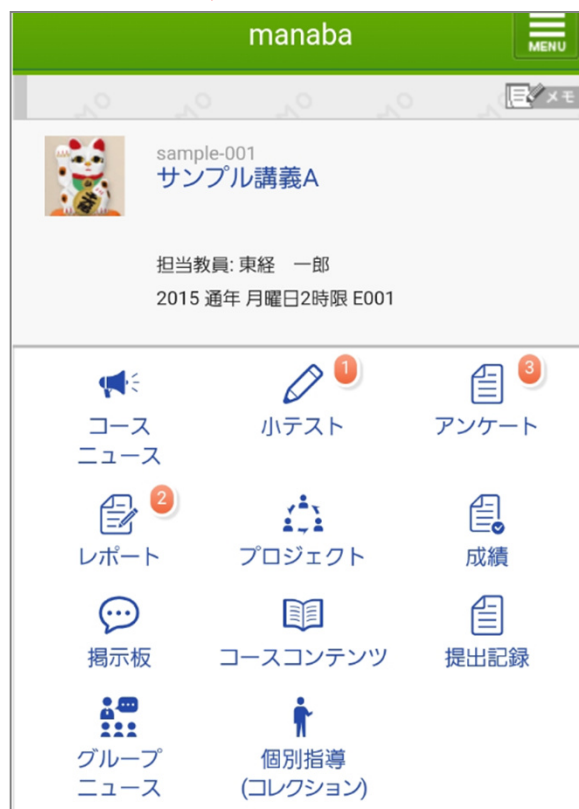 manaba
MENU
メモ
sample-001
サンプル講義A
担当教員: 東経　一郎
2015 通年 月曜日2時限 E001
1
3
コース
ニュース
小テスト
アンケート
2
レポート
プロジェクト
成績
掲示板
コースコンテンツ
提出記録
グループ
ニュース
個別指導
(コレクション)